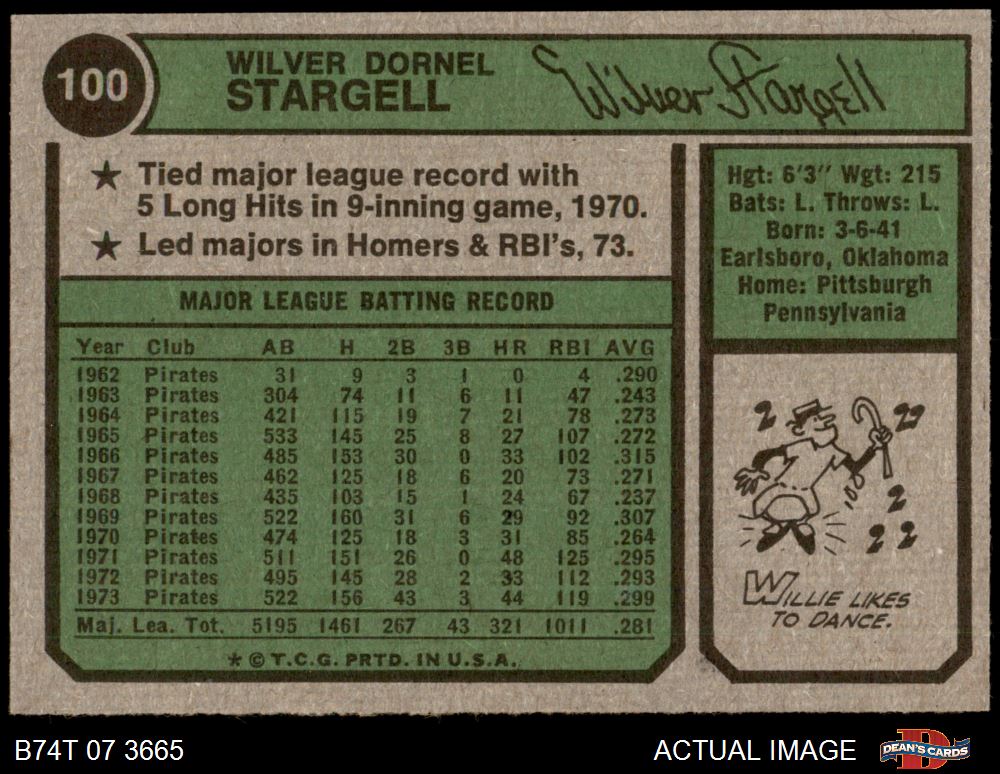 100
WILVER DORNEL
STARGELL
Wilver Stargell
★ Tied major league record with
5 Long Hits in 9-inning game, 1970.
★ Led majors in Homers & RBI's, 73.
MAJOR LEAGUE BATTING RECORD
Year Club AB H 2B 3B HR RBI AVG
1962 Pirates 31 9 3 1 0 4 .290
1963 Pirates 304 74 11 6 11 47 .243
1964 Pirates 421 115 19 7 21 78 .273
1965 Pirates 533 145 25 8 27 107 .272
1966 Pirates 485 153 30 0 33 102 .315
1967 Pirates 462 125 18 6 20 73 .271
1968 Pirates 435 103 15 1 24 67 .237
1969 Pirates 522 160 31 6 29 92 .307
1970 Pirates 474 125 18 3 31 85 .264
1971 Pirates 511 151 26 0 48 125 .295
1972 Pirates 495 145 28 2 33 112 .293
1973 Pirates 522 156 43 3 44 119 .299
Maj. Lea. Tot. 5195 1461 267 43 321 1011 .281
★ © T.C.G. PRTD. IN U.S.A.
Hgt: 6'3" Wgt: 215
Bats: L. Throws: L.
Born: 3-6-41
Earlsboro, Oklahoma
Home: Pittsburgh
Pennsylvania
WILLIE LIKES
TO DANCE.
B74T 07 3665
ACTUAL IMAGE
B
DEAN'S CARDS